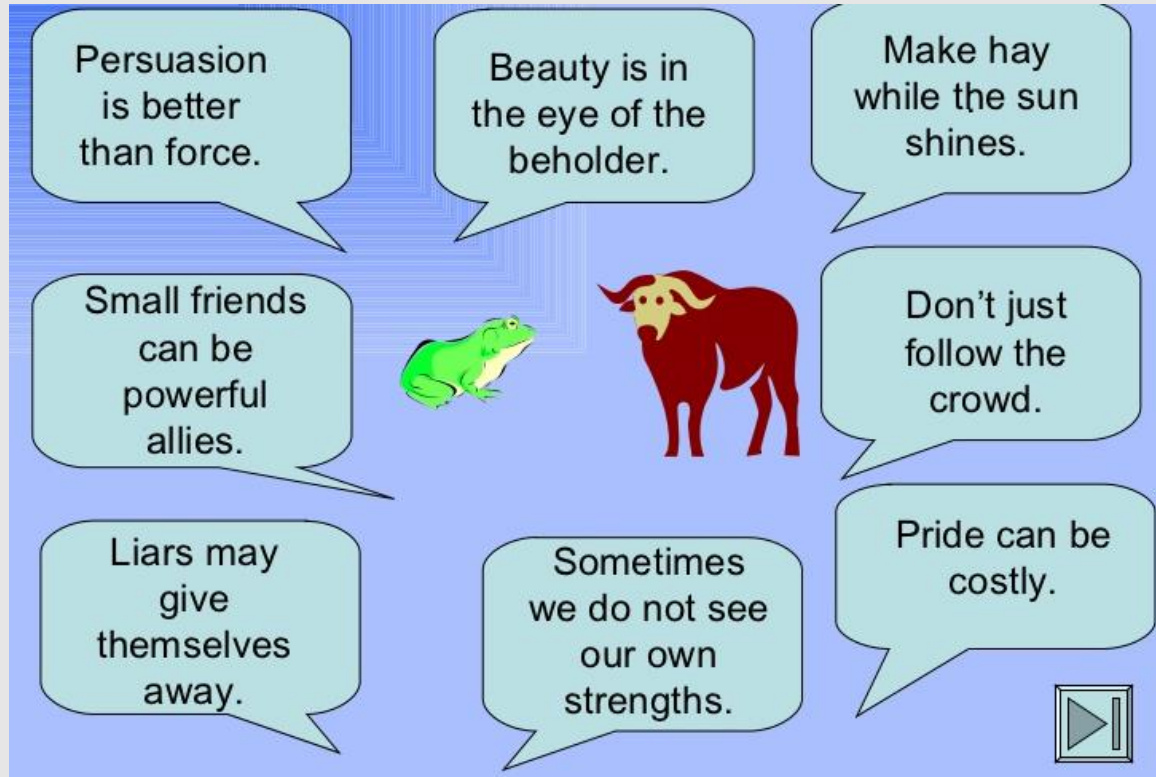 Persuasion
is better
than force.
Beauty is in
the eye of the
beholder.
Make hay
while the sun
shines.
Small friends
can be
powerful
allies.
Don’t just
follow the
crowd.
Liars may
give
themselves
away.
Sometimes
we do not see
our own
strengths.
Pride can be
costly.